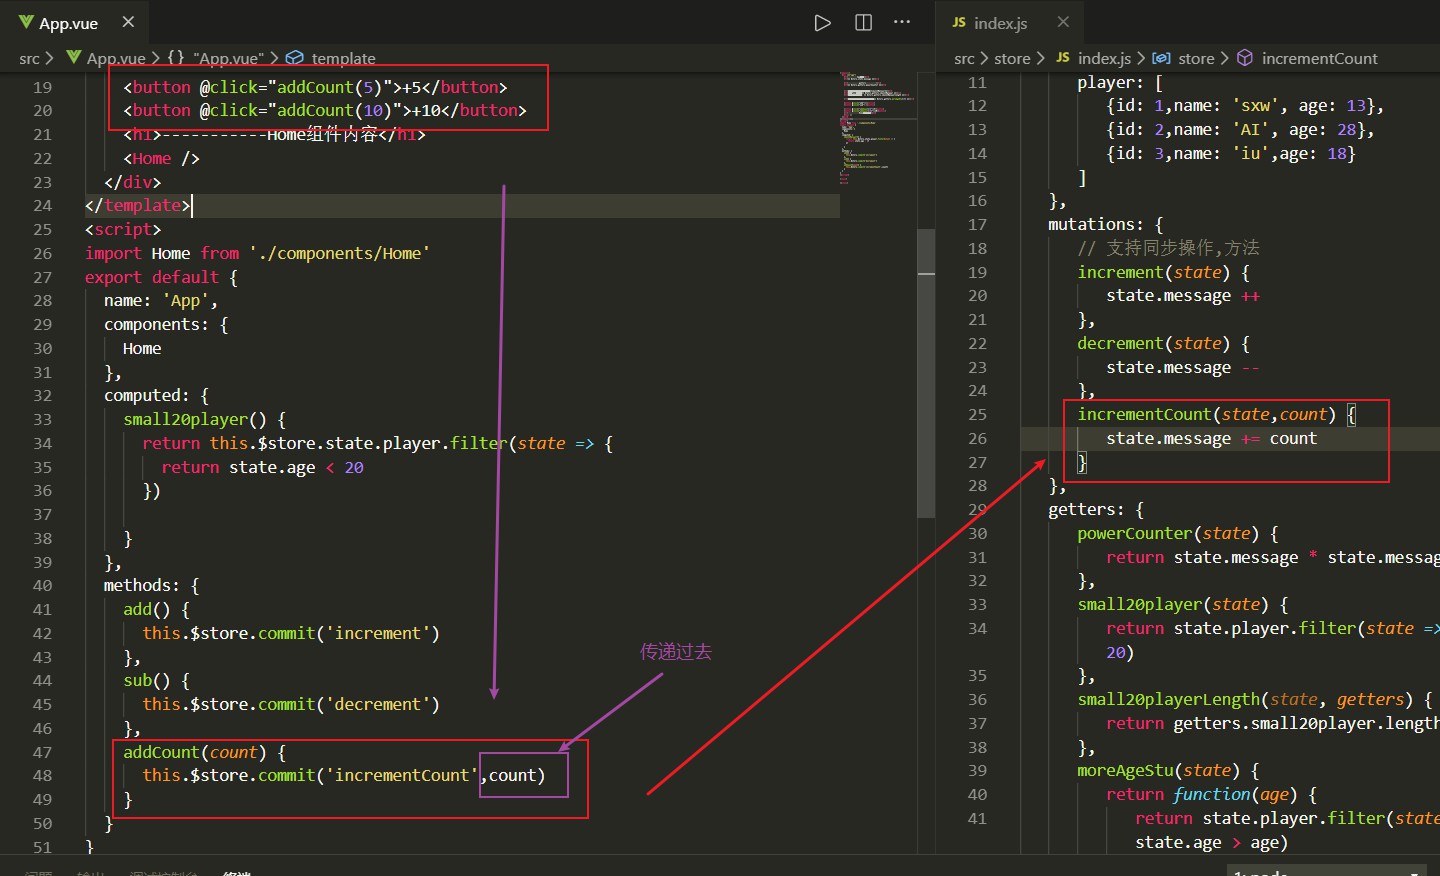 App.vue
src > App.vue > {} "App.vue" > template
19 <button @click="addCount(5)">+5</button>
20 <button @click="addCount(10)">+10</button>
21 <h1>-----------Home组件内容</h1>
22 <Home />
23 </div>
24 </template>
25 <script>
26 import Home from './components/Home'
27 export default {
28 name: 'App',
29 components: {
30 Home
31 },
32 computed: {
33 small20player() {
34 return this.$store.state.player.filter(state => {
35 return state.age < 20
36 })
37
38 }
39 },
40 methods: {
41 add() {
42 this.$store.commit('increment')
43 },
44 sub() {
45 this.$store.commit('decrement')
46 },
47 addCount(count) {
48 this.$store.commit('incrementCount',count)
49 }
50 }
51 }
传递过去
JS index.js
src > store > JS index.js > store > incrementCount
11 player: [
12 {id: 1,name: 'sxw', age: 13},
13 {id: 2,name: 'AI', age: 28},
14 {id: 3,name: 'iu',age: 18}
15 ]
16 },
17 mutations: {
18 // 支持同步操作,方法
19 increment(state) {
20 state.message ++
21 },
22 decrement(state) {
23 state.message --
24 },
25 incrementCount(state,count) {
26 state.message += count
27 }
28 },
29 getters: {
30 powerCounter(state) {
31 return state.message * state.messag
32 },
33 small20player(state) {
34 return state.player.filter(state =>
20)
35 },
36 small20playerLength(state, getters) {
37 return getters.small20player.length
38 },
39 moreAgeStu(state) {
40 return function(age) {
41 return state.player.filter(state
state.age > age)